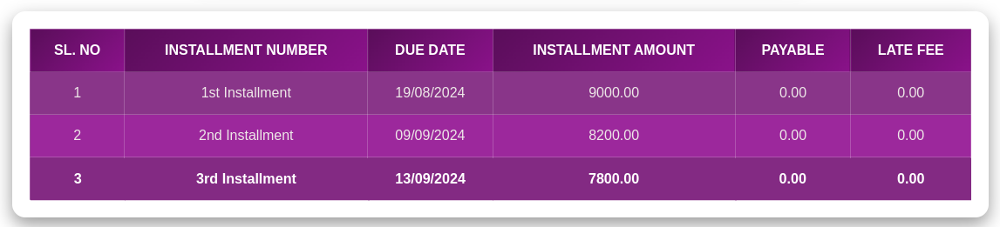 SL. NO INSTALLMENT NUMBER DUE DATE INSTALLMENT AMOUNT PAYABLE LATE FEE
1 1st Installment 19/08/2024 9000.00 0.00 0.00
2 2nd Installment 09/09/2024 8200.00 0.00 0.00
3 3rd Installment 13/09/2024 7800.00 0.00 0.00